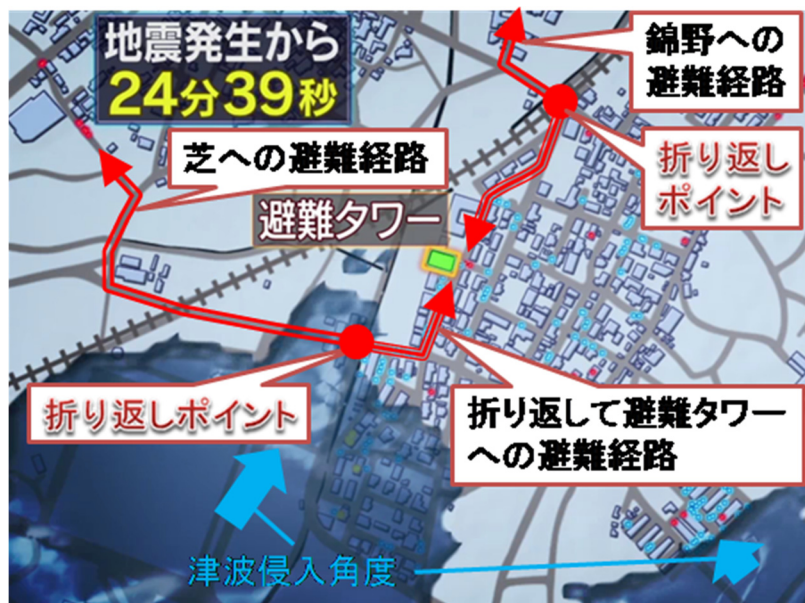 地震発生から
24分39秒
錦野への
避難経路
芝への避難経路
折り返し
ポイント
避難タワー
折り返しポイント
折り返して避難タワー
への避難経路
津波侵入角度